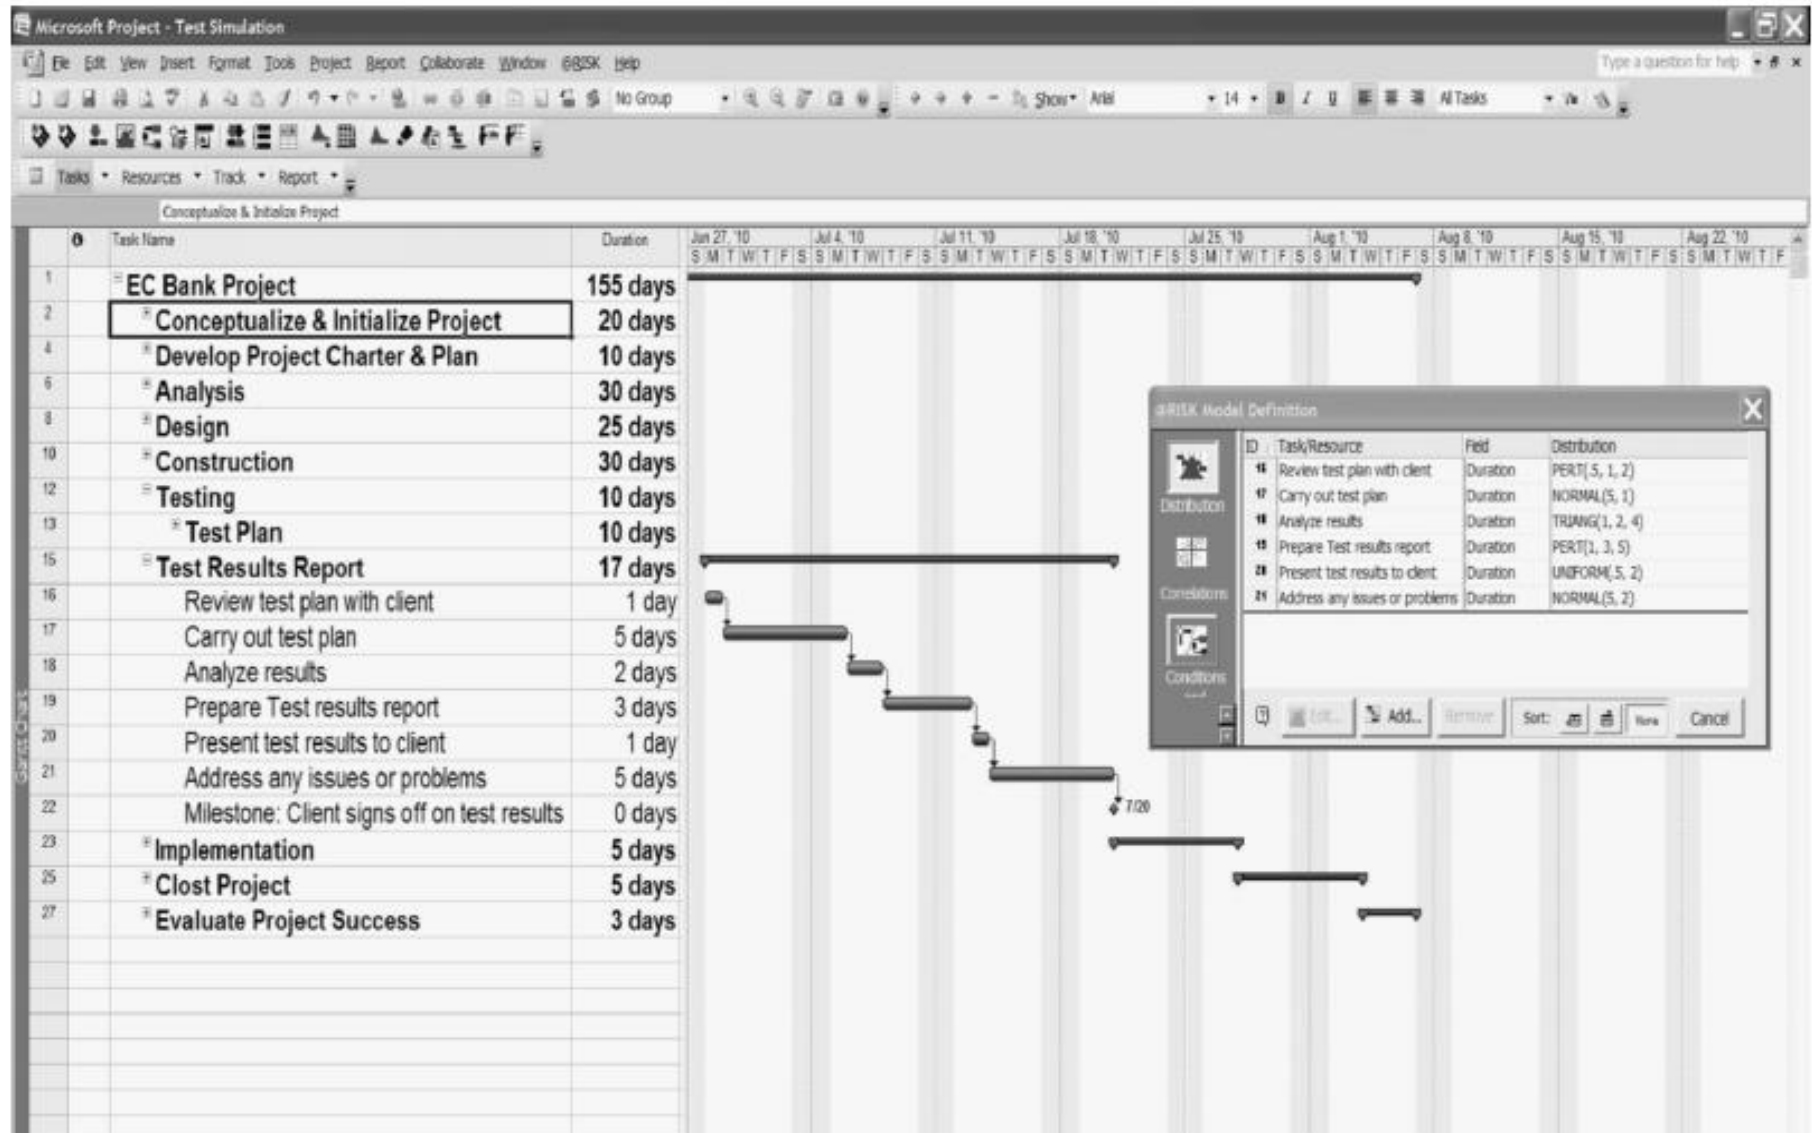 Microsoft Project - Test Simulation
File Edit View Insert Format Tools Project Report Collaborate Window @RISK Help
Type a question for help
No Group Show Arial 14 B I U All Tasks
Tasks Resources Track Report
Conceptualize & Initialize Project
Task Name Duration Jun 27, '10 Jul 4, '10 Jul 11, '10 Jul 18, '10 Jul 25, '10 Aug 1, '10 Aug 8, '10 Aug 15, '10 Aug 22, '10
S M T W T F S S M T W T F S S M T W T F S S M T W T F S S M T W T F S S M T W T F S S M T W T F S S M T W T F S S M T W T F
1 EC Bank Project 155 days
2 Conceptualize & Initialize Project 20 days
4 Develop Project Charter & Plan 10 days
6 Analysis 30 days
8 Design 25 days
10 Construction 30 days
12 Testing 10 days
13 Test Plan 10 days
15 Test Results Report 17 days
16 Review test plan with client 1 day
17 Carry out test plan 5 days
18 Analyze results 2 days
19 Prepare Test results report 3 days
20 Present test results to client 1 day
21 Address any issues or problems 5 days
22 Milestone: Client signs off on test results 0 days
7/20
23 Implementation 5 days
25 Clost Project 5 days
27 Evaluate Project Success 3 days
Gantt Chart
@RISK Model Definition
ID Task/Resource Field Distribution
16 Review test plan with client Duration PERT(.5, 1, 2)
17 Carry out test plan Duration NORMAL(5, 1)
18 Analyze results Duration TRIANG(1, 2, 4)
19 Prepare Test results report Duration PERT(1, 3, 5)
20 Present test results to client Duration UNIFORM(.5, 2)
21 Address any issues or problems Duration NORMAL(5, 2)
Distribution
Correlations
Conditions
Edit... Add... Remove Sort: None Cancel